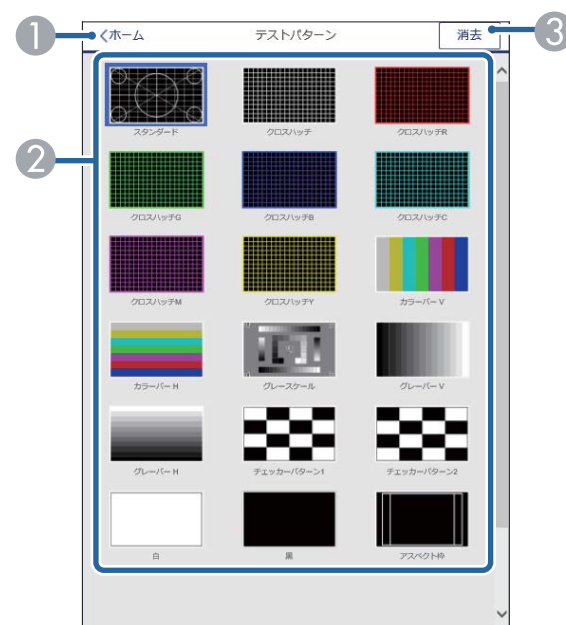 1
くホーム
テストパターン
消去
3
2
スタンダード
クロスハッチ
クロスハッチR
クロスハッチG
クロスハッチB
クロスハッチC
クロスハッチM
クロスハッチY
カラーバー V
カラーバー H
グレースケール
グレーバー V
グレーバー H
チェッカーパターン1
チェッカーパターン2
白
黒
アスペクト枠